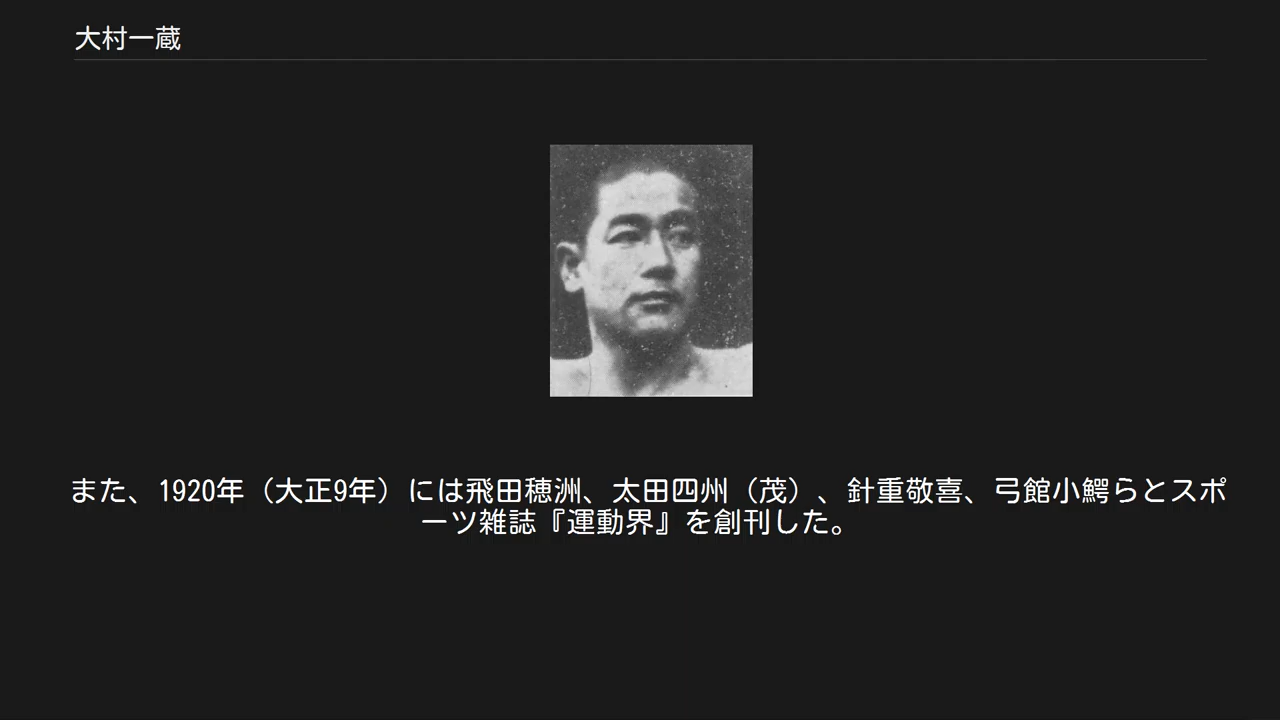 大村一蔵
また、1920年（大正9年）には飛田穂洲、太田四州（茂）、針重敬喜、弓館小鰐らとスポ
ーツ雑誌『運動界』を創刊した。